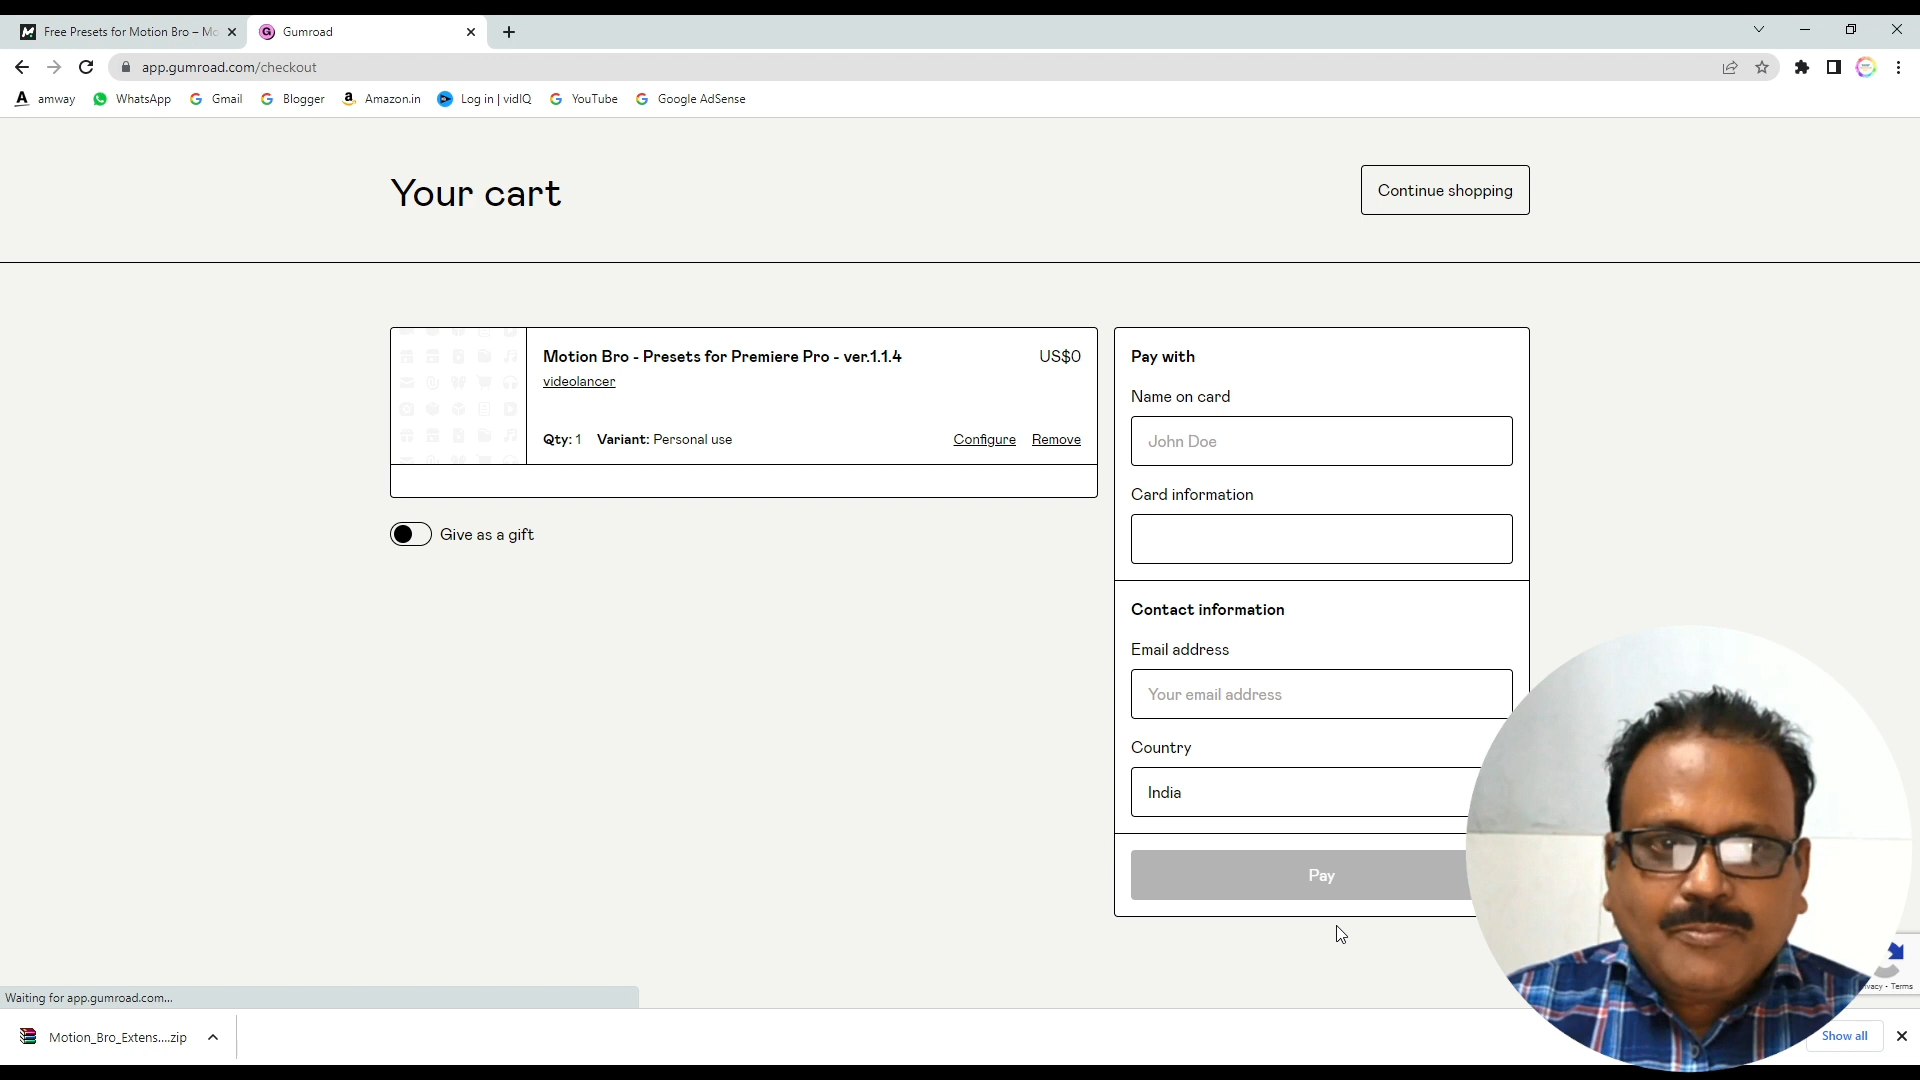 Free Presets for Motion Bro – Mo
Gumroad
app.gumroad.com/checkout
amway
WhatsApp
Gmail
Blogger
Amazon.in
Log in | vidIQ
YouTube
Google AdSense
Your cart
Continue shopping
Motion Bro - Presets for Premiere Pro - ver.1.1.4
US$0
videolancer
Qty: 1 Variant: Personal use
Configure
Remove
Give as a gift
Pay with
Name on card
John Doe
Card information
Contact information
Email address
Your email address
Country
India
Pay
Waiting for app.gumroad.com...
Motion_Bro_Extens....zip
Show all
vacy - Terms